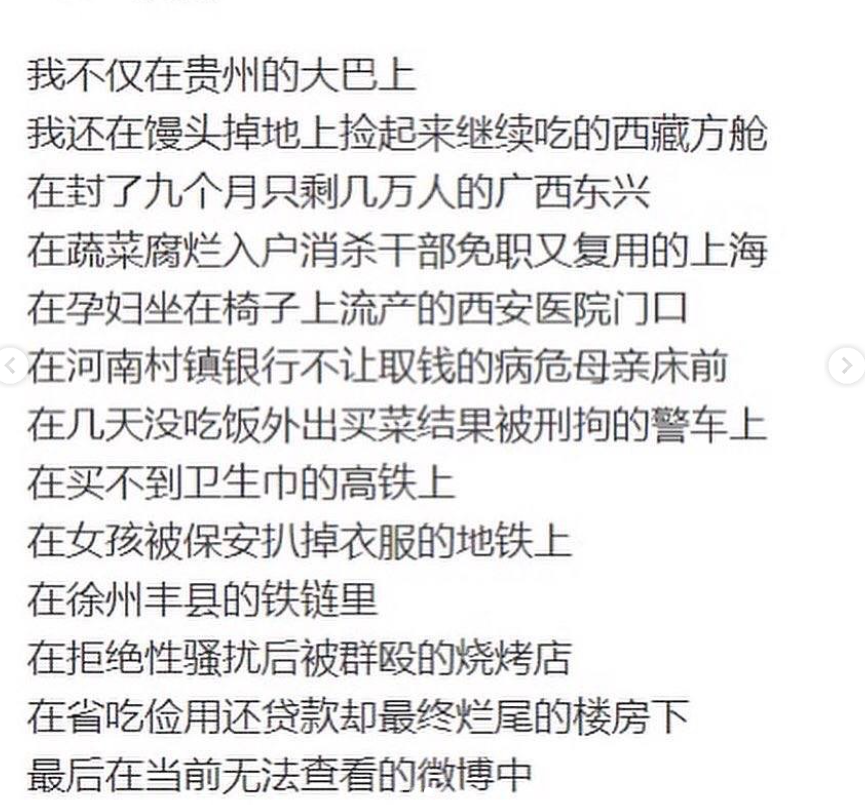 我不仅在贵州的大巴上
我还在馒头掉地上捡起来继续吃的西藏方舱
在封了九个月只剩几万人的广西东兴
在蔬菜腐烂入户消杀干部免职又复用的上海
在孕妇坐在椅子上流产的西安医院门口
在河南村镇银行不让取钱的病危母亲床前
在几天没吃饭外出买菜结果被刑拘的警车上
在买不到卫生巾的高铁上
在女孩被保安扒掉衣服的地铁上
在徐州丰县的铁链里
在拒绝性骚扰后被群殴的烧烤店
在省吃俭用还贷款却最终烂尾的楼房下
最后在当前无法查看的微博中